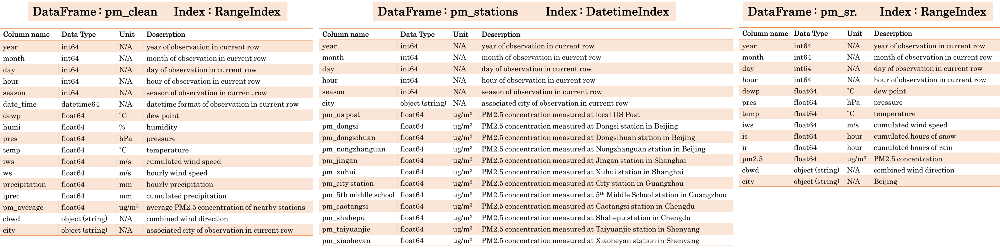 DataFrame : pm_clean Index : RangeIndex
Column name Data Type Unit Description
year int64 N/A year of observation in current row
month int64 N/A month of observation in current row
day int64 N/A day of observation in current row
hour int64 N/A hour of observation in current row
season int64 N/A season of observation in current row
date_time datetime64 N/A datetime format of observation in current row
dewp float64 °C dew point
humi float64 % humidity
pres float64 hPa pressure
temp float64 °C temperature
iws float64 m/s cumulated wind speed
ws float64 m/s hourly wind speed
precipitation float64 mm hourly precipitation
iprec float64 mm cumulated precipitation
pm_average float64 ug/m³ average PM2.5 concentration of nearby stations
cbwd object (string) N/A combined wind direction
city object (string) N/A associated city of observation in current row
DataFrame : pm_stations Index : DatetimeIndex
Column name Data Type Unit Description
year int64 N/A year of observation in current row
month int64 N/A month of observation in current row
day int64 N/A day of observation in current row
hour int64 N/A hour of observation in current row
season int64 N/A season of observation in current row
city object (string) N/A associated city of observation in current row
pm_us post float64 ug/m³ PM2.5 concentration measured at local US Post
pm_dongsi float64 ug/m³ PM2.5 concentration measured at Dongsi station in Beijing
pm_dongsihuan float64 ug/m³ PM2.5 concentration measured at Dongsihuan station in Beijing
pm_nongzhanguan float64 ug/m³ PM2.5 concentration measured at Nongzhanguan station in Beijing
pm_jingan float64 ug/m³ PM2.5 concentration measured at Jingan station in Shanghai
pm_xuhui float64 ug/m³ PM2.5 concentration measured at Xuhui station in Shanghai
pm_city station float64 ug/m³ PM2.5 concentration measured at City station in Guangzhou
pm_5th middle school float64 ug/m³ PM2.5 concentration measured at 5th Middle School station in Guangzhou
pm_caotangsi float64 ug/m³ PM2.5 concentration measured at Caotangsi station in Chengdu
pm_shahepu float64 ug/m³ PM2.5 concentration measured at Shahepu station in Chengdu
pm_taiyuanjie float64 ug/m³ PM2.5 concentration measured at Taiyuanjie station in Shenyang
pm_xiaoheyan float64 ug/m³ PM2.5 concentration measured at Xiaoheyan station in Shenyang
DataFrame : pm_sr. Index : RangeIndex
Column name Data Type Unit Description
year int64 N/A year of observation in current row
month int64 N/A month of observation in current row
day int64 N/A day of observation in current row
hour int64 N/A hour of observation in current row
dewp float64 °C dew point
pres float64 hPa pressure
temp float64 °C temperature
iws float64 m/s cumulated wind speed
is float64 hour cumulated hours of snow
ir float64 hour cumulated hours of rain
pm2.5 float64 ug/m³ PM2.5 concentration
cbwd object (string) N/A combined wind direction
city object (string) N/A Beijing